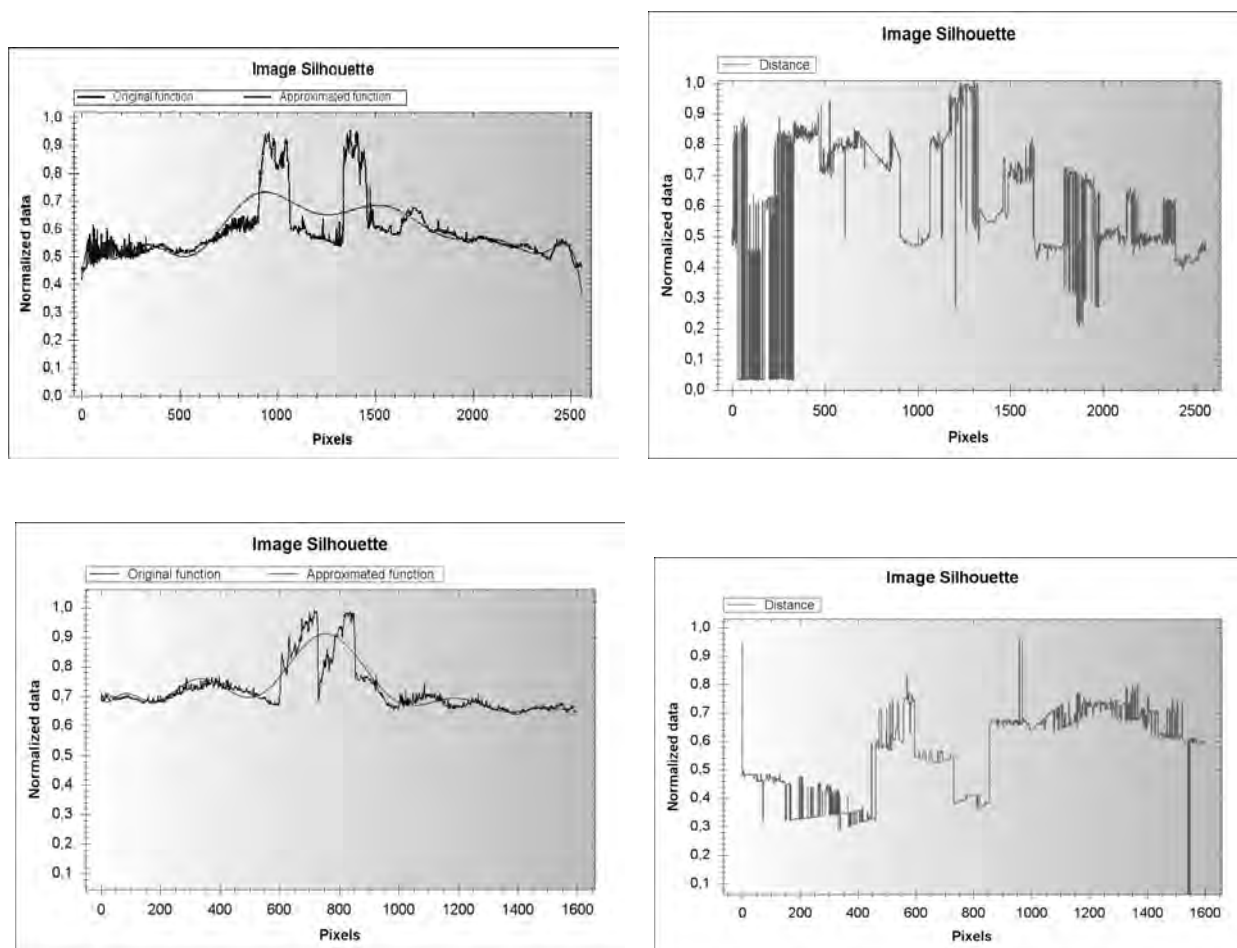 Image Silhouette
Original function Approximated function
1,0
0,9
0,8
0,7
0,6
0,5
0,4
0,3
0,2
0,1
0,0
Normalized data
0 500 1000 1500 2000 2500
Pixels
Image Silhouette
Distance
1,0
0,9
0,8
0,7
0,6
0,5
0,4
0,3
0,2
0,1
0,0
Normalized data
0 500 1000 1500 2000 2500
Pixels
Image Silhouette
Original function Approximated function
1,0
0,9
0,8
0,7
0,6
0,5
0,4
0,3
0,2
0,1
Normalized data
0 200 400 600 800 1000 1200 1400 1600
Pixels
Image Silhouette
Distance
1,0
0,9
0,8
0,7
0,6
0,5
0,4
0,3
0,2
0,1
Normalized data
0 200 400 600 800 1000 1200 1400 1600
Pixels